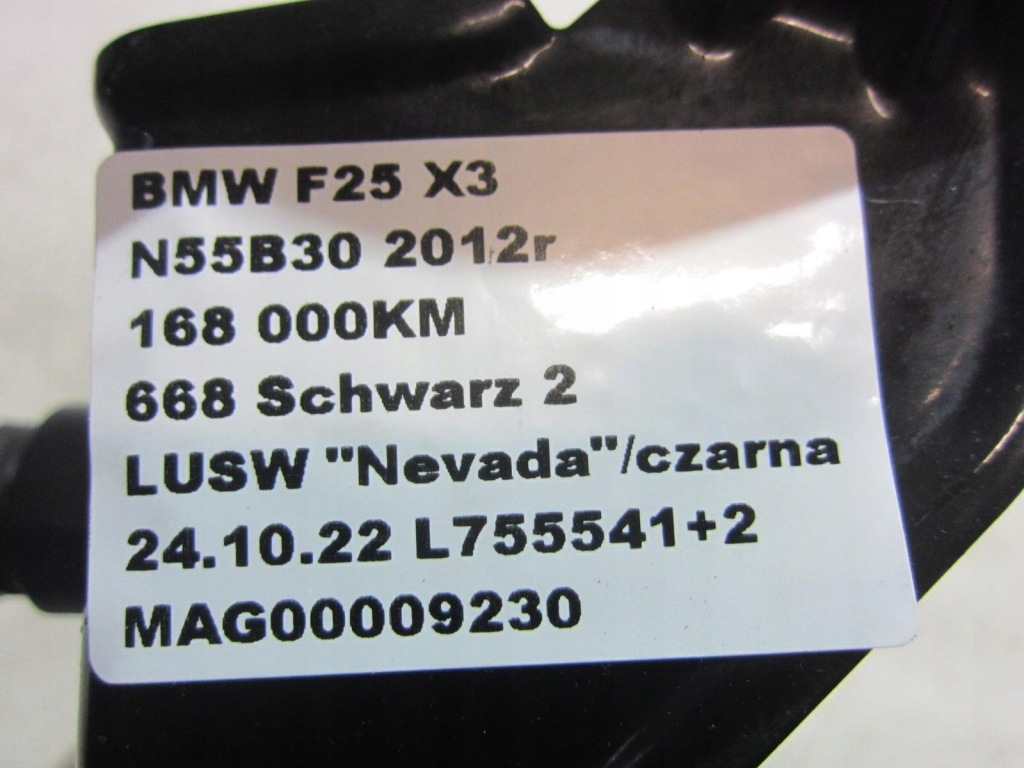 BMW F25 X3
N55B30 2012r
168 000KM
668 Schwarz 2
LUSW "Nevada"/czarna
24.10.22 L755541+2
MAG00009230